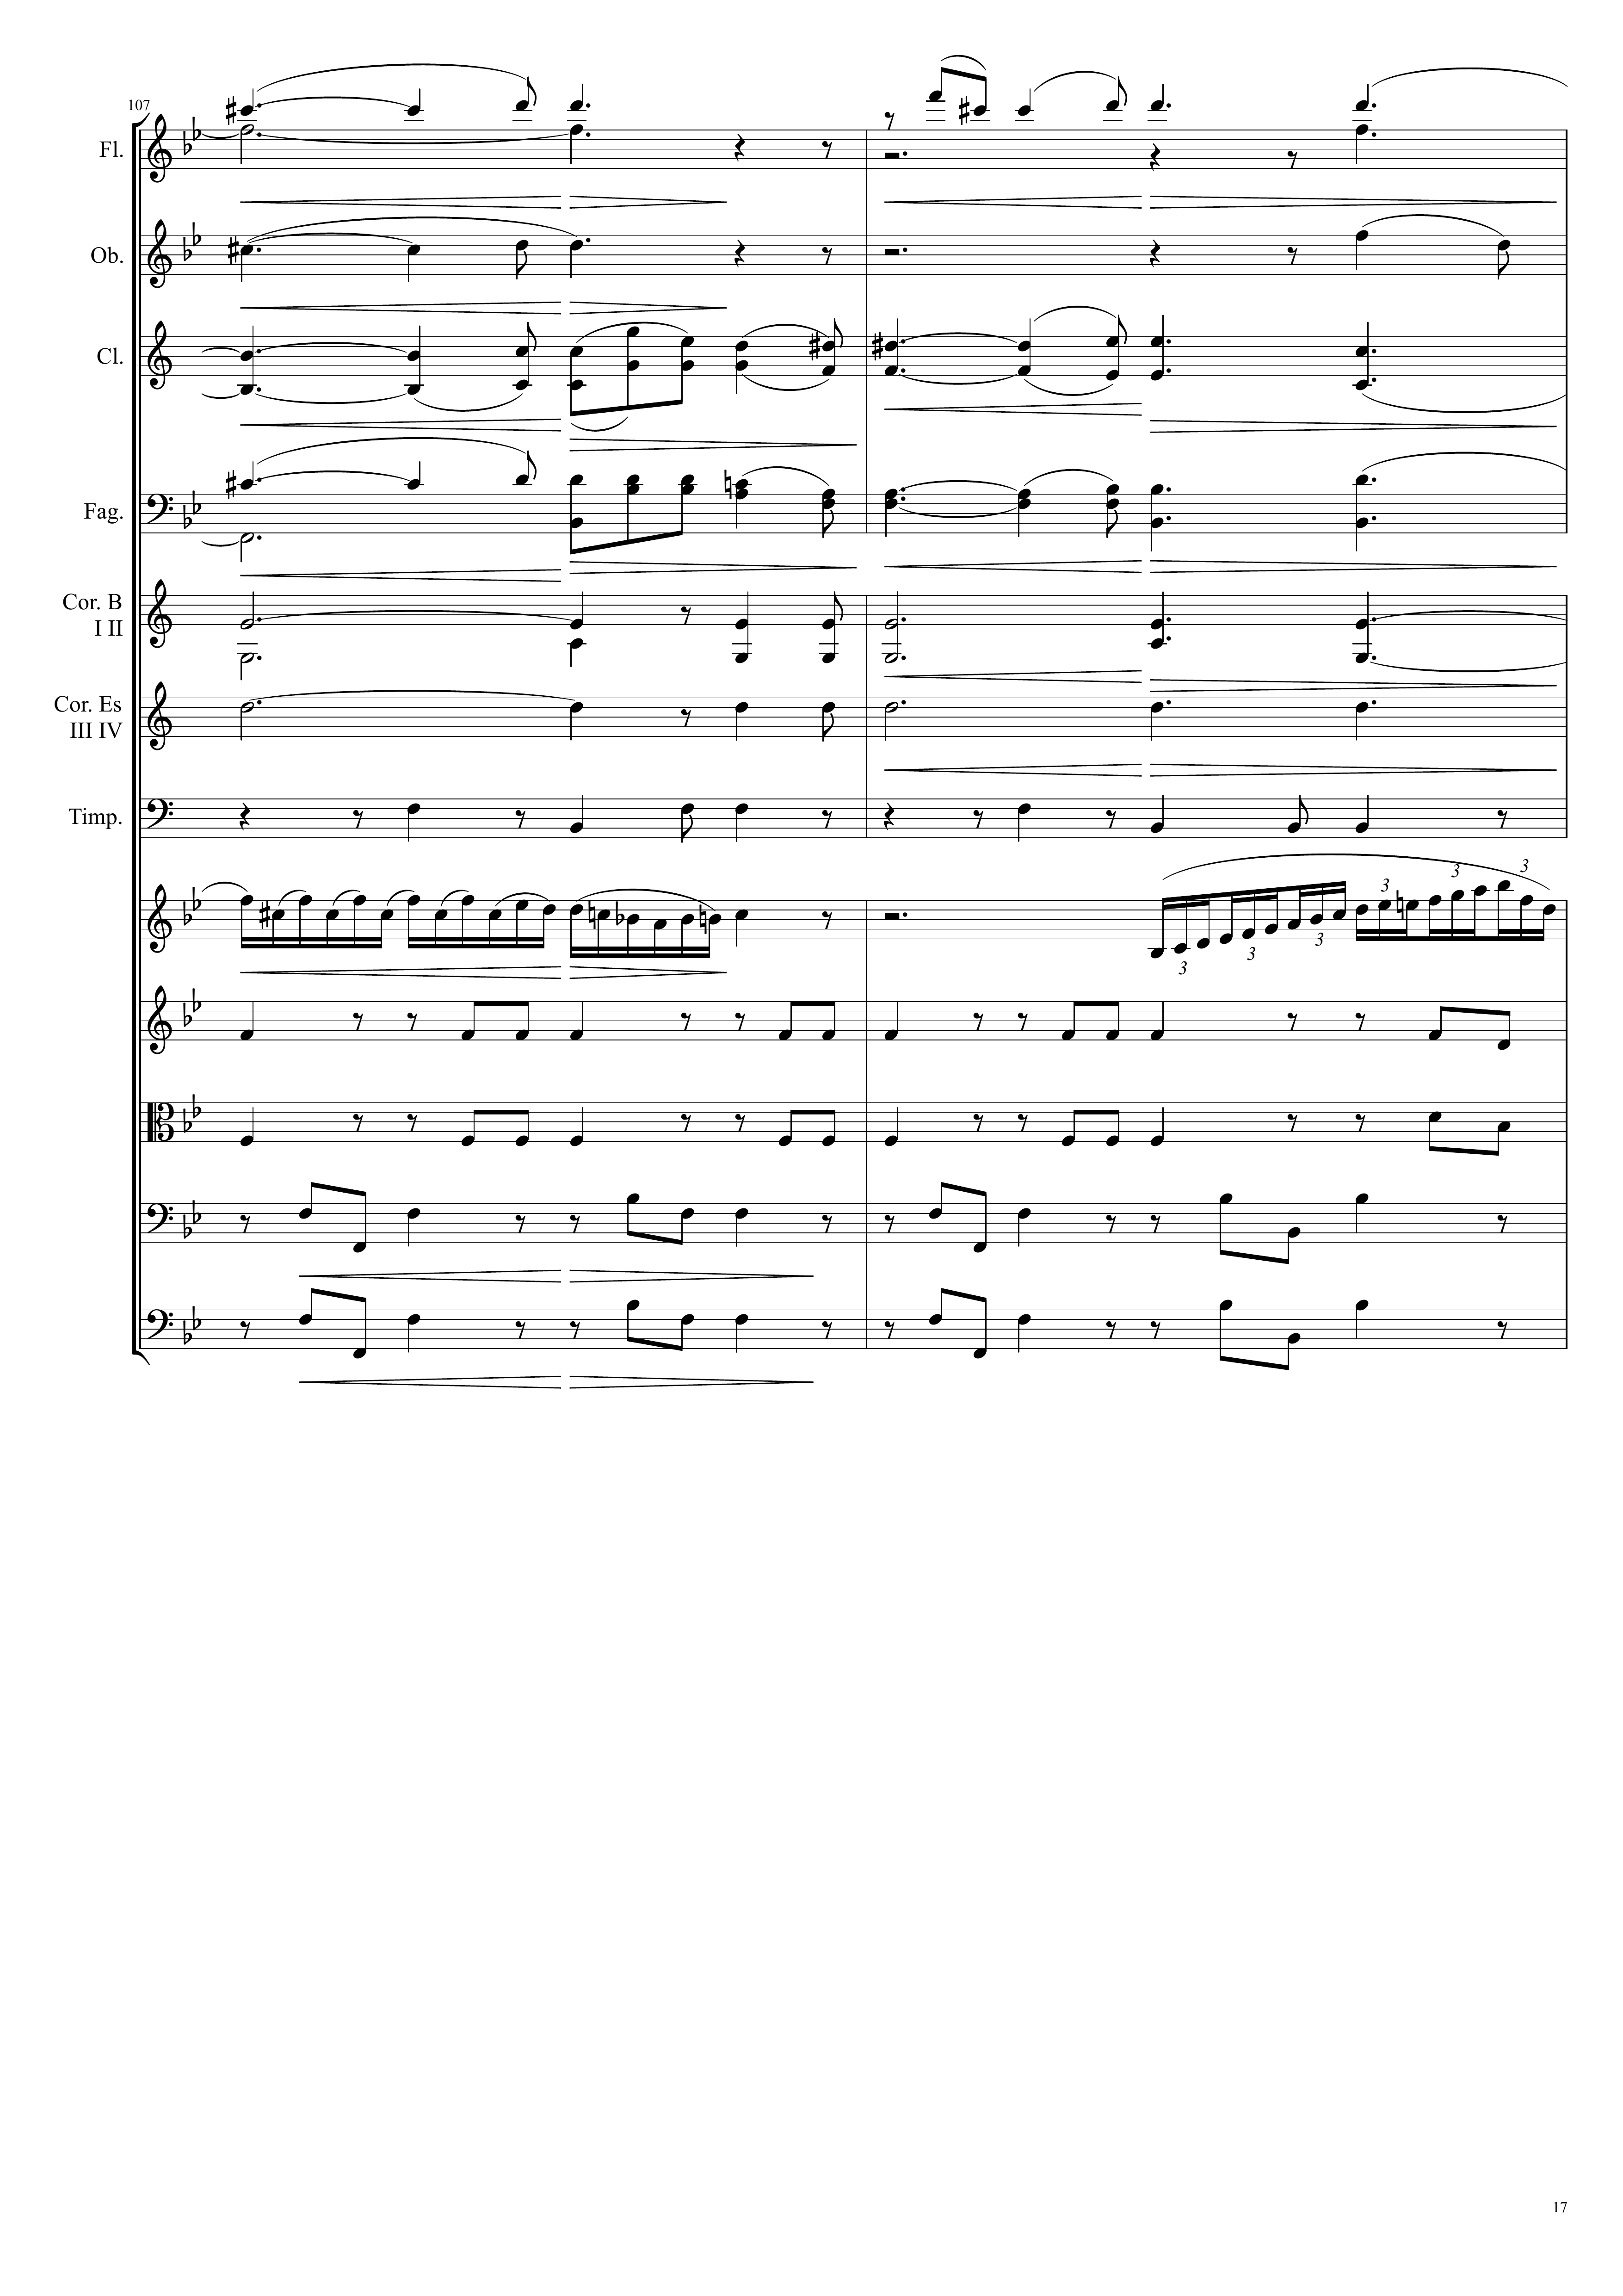 107
Fl.
Ob.
Cl.
Fag.
Cor. B
I II
Cor. Es
III IV
Timp.
3 3 3
3 3 3
17